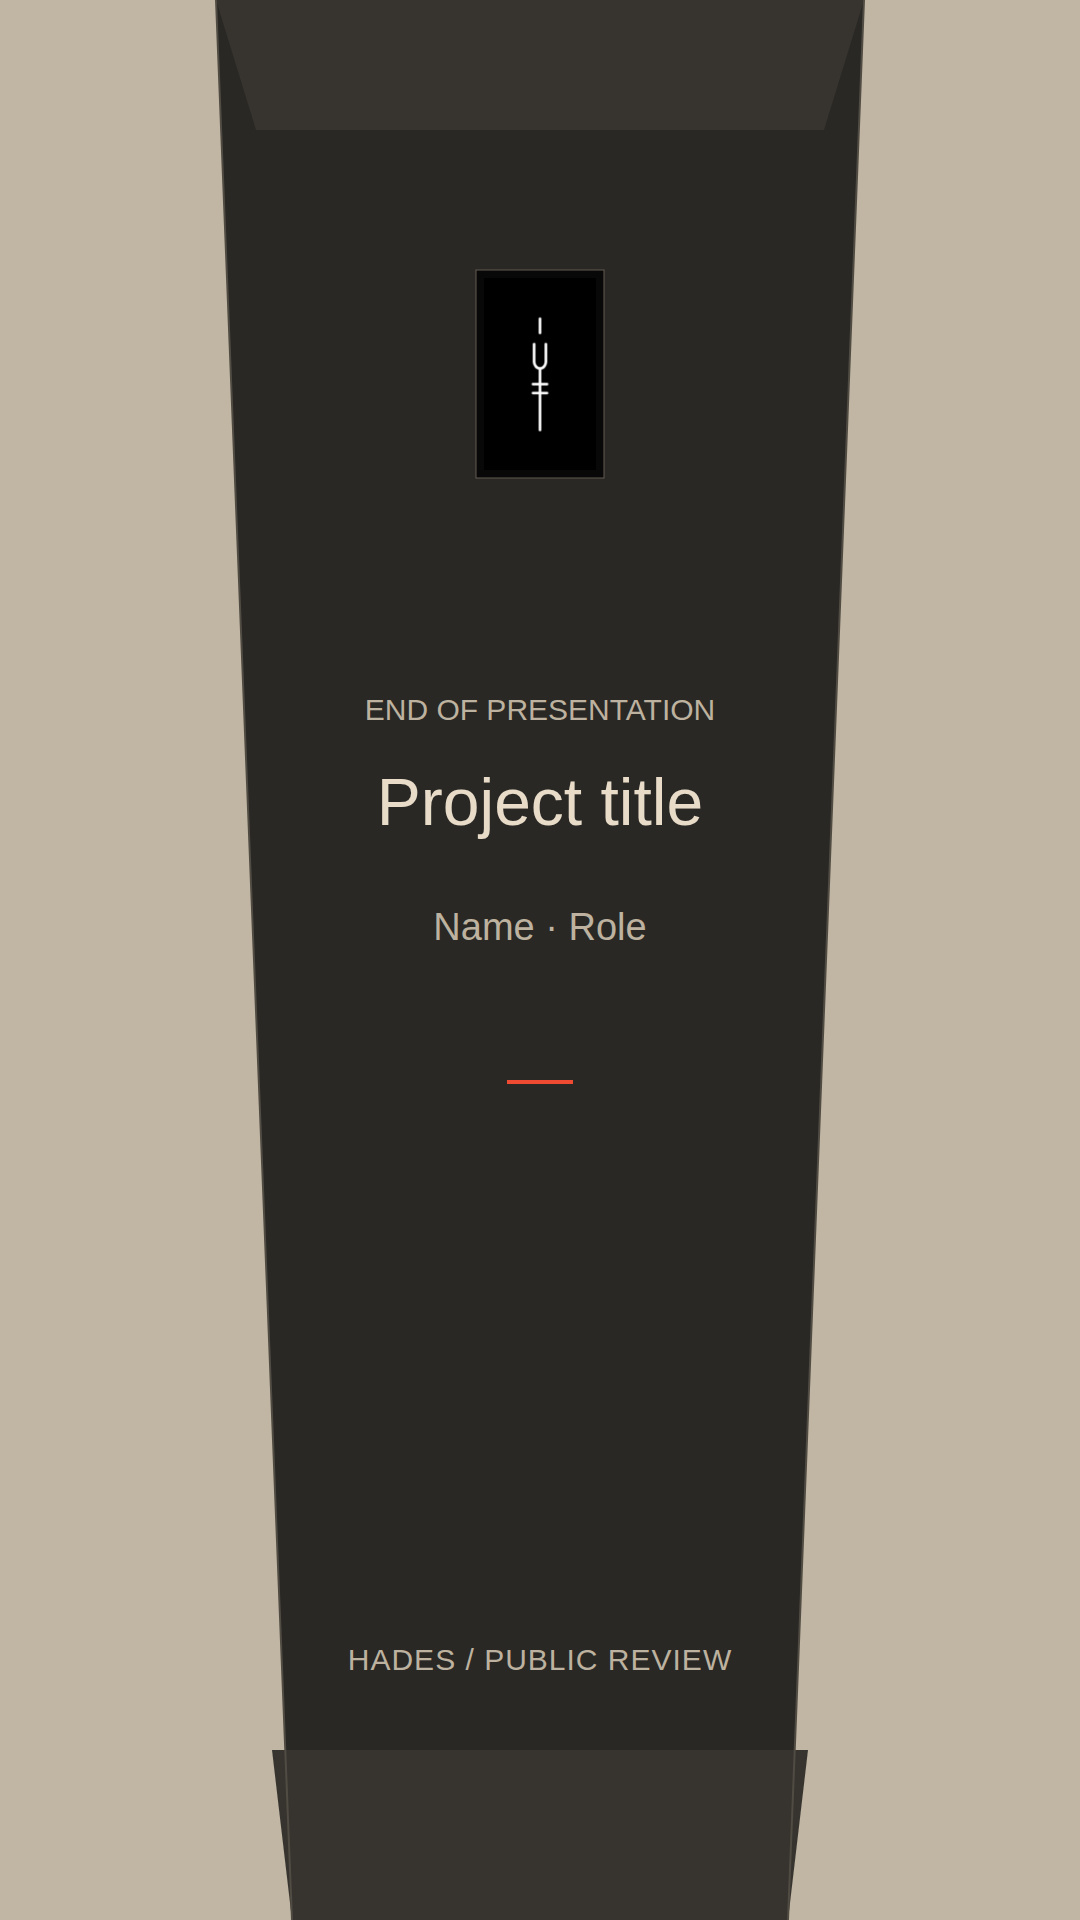 END OF PRESENTATION
Project title
Name · Role
HADES / PUBLIC REVIEW